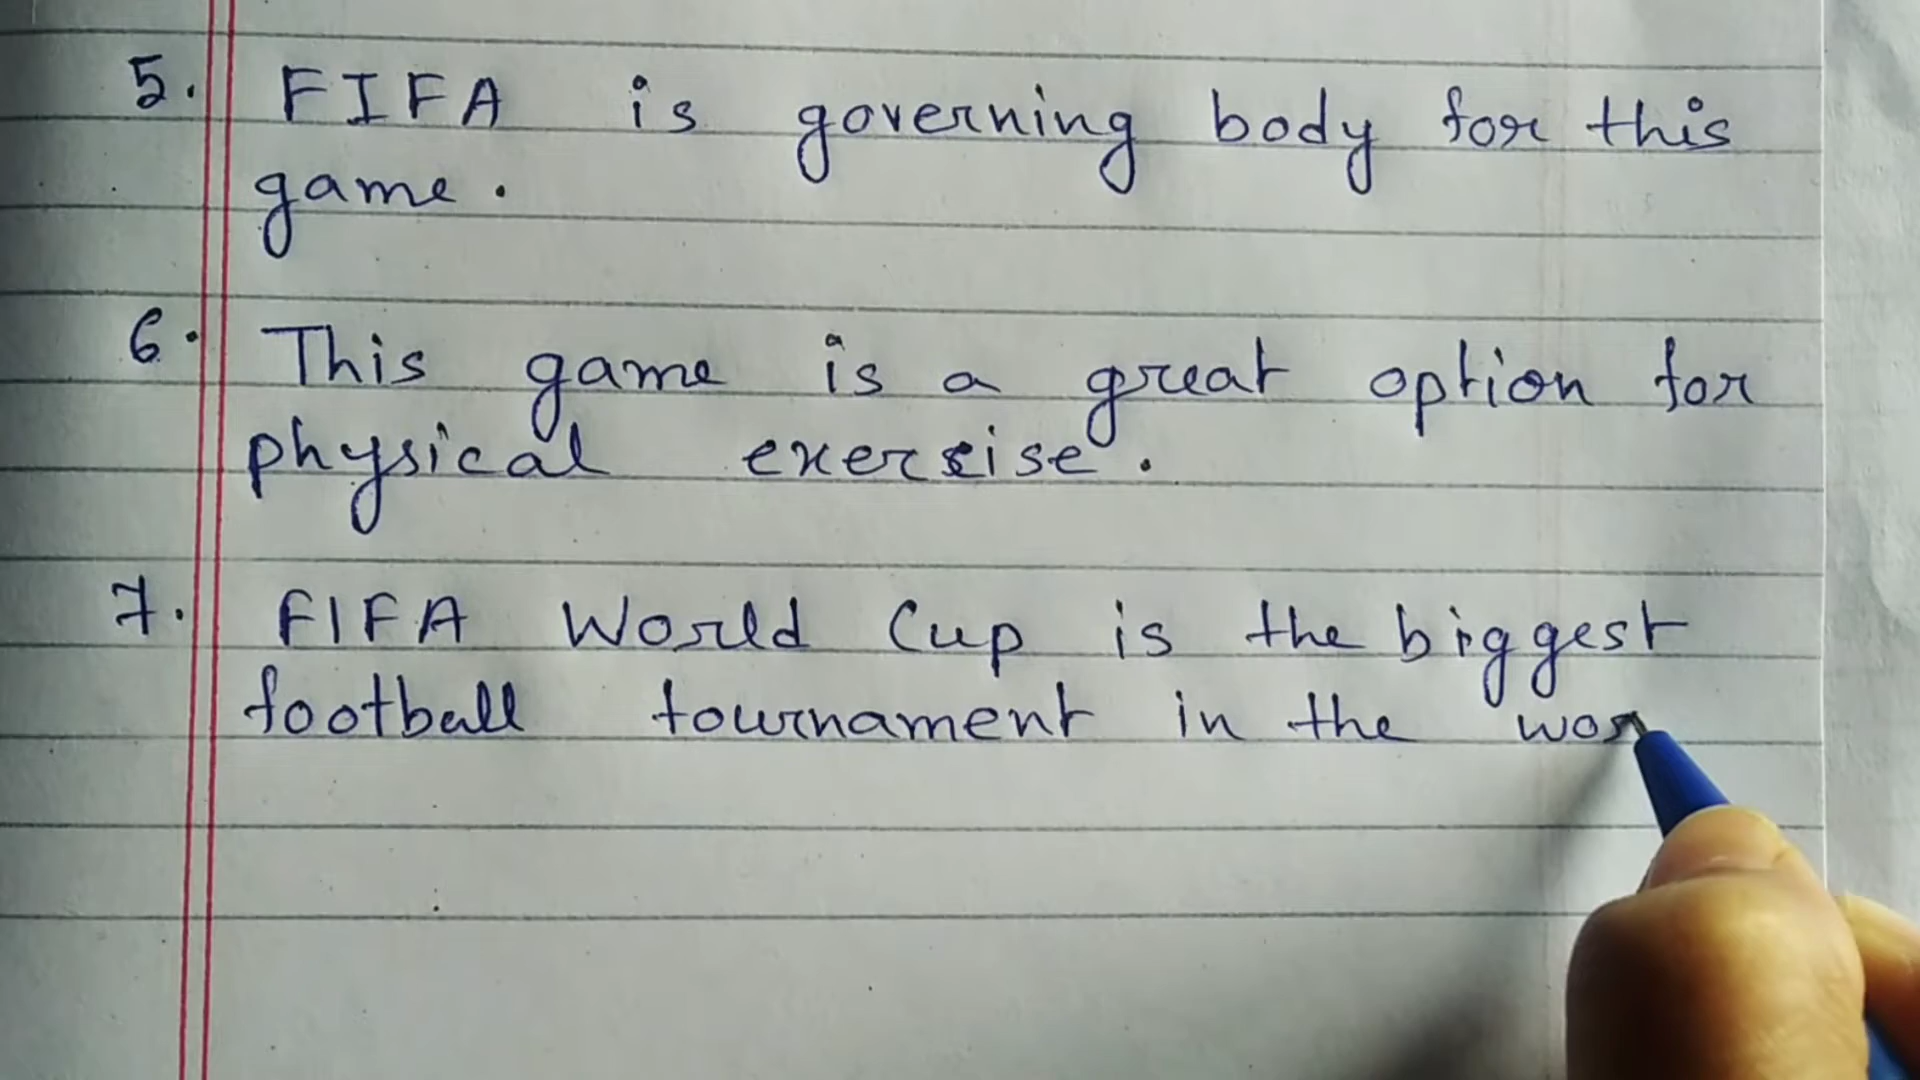 5. FIFA is governing body for this
game.
6. This game is a great option for
physical exercise.
7. FIFA World Cup is the biggest
football tournament in the wor